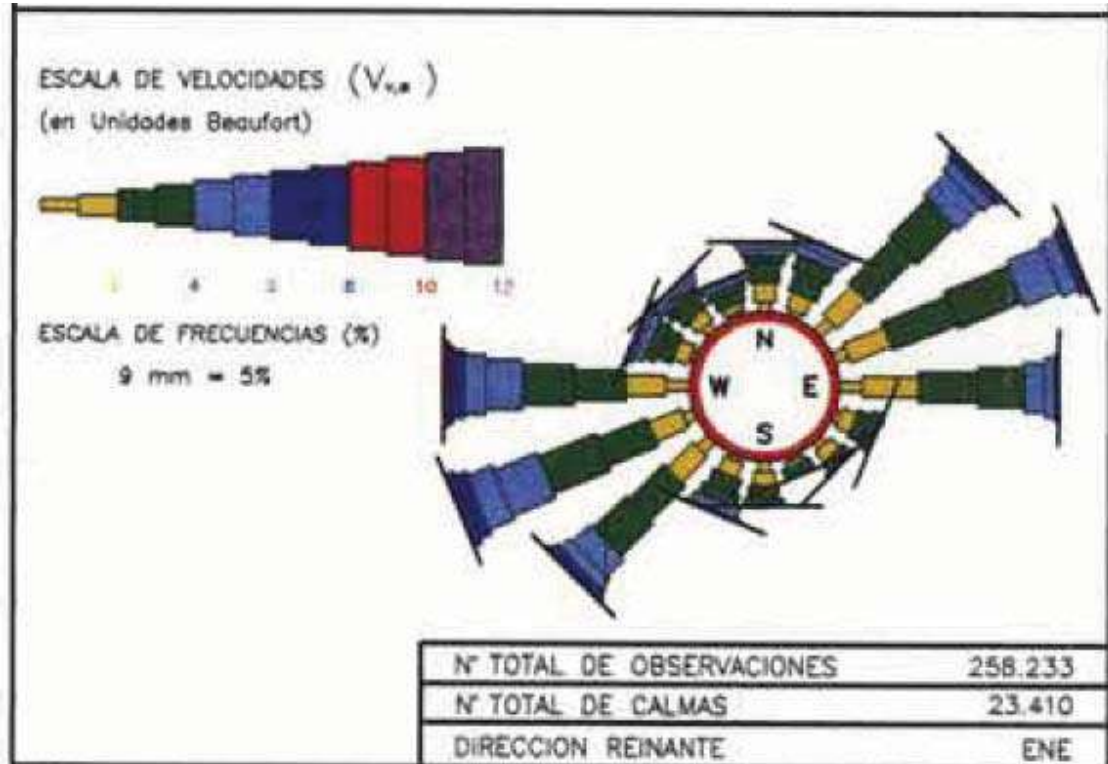 ESCALA DE VELOCIDADES (Vv,a)
(en Unidades Beaufort)
4 8 10 12
ESCALA DE FRECUENCIAS (%)
9 mm = 5%
N
W E
S
Nº TOTAL DE OBSERVACIONES 258.233
Nº TOTAL DE CALMAS 23.410
DIRECCION REINANTE ENE